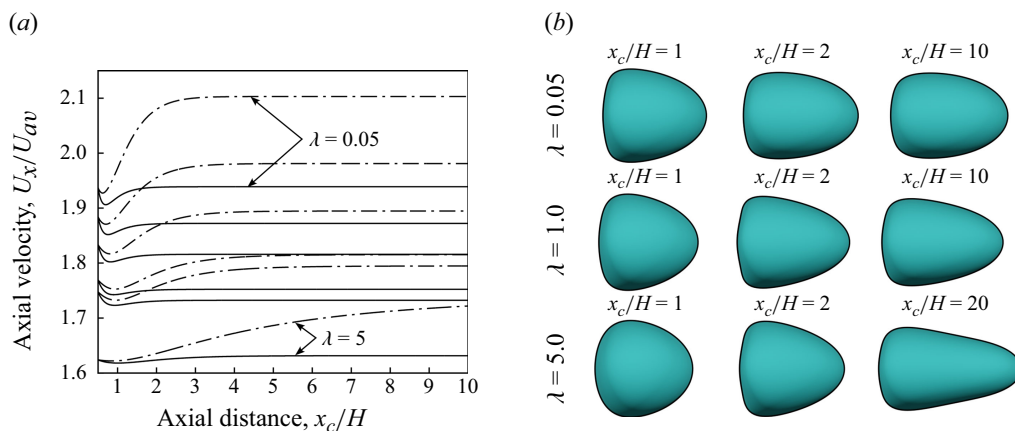 (a)
Axial velocity, U_x/U_av
2.1
2.0
1.9
1.8
1.7
1.6
λ = 0.05
λ = 5
1 2 3 4 5 6 7 8 9 10
Axial distance, x_c/H
(b)
x_c/H = 1 x_c/H = 2 x_c/H = 10
λ = 0.05
x_c/H = 1 x_c/H = 2 x_c/H = 10
λ = 1.0
x_c/H = 1 x_c/H = 2 x_c/H = 20
λ = 5.0